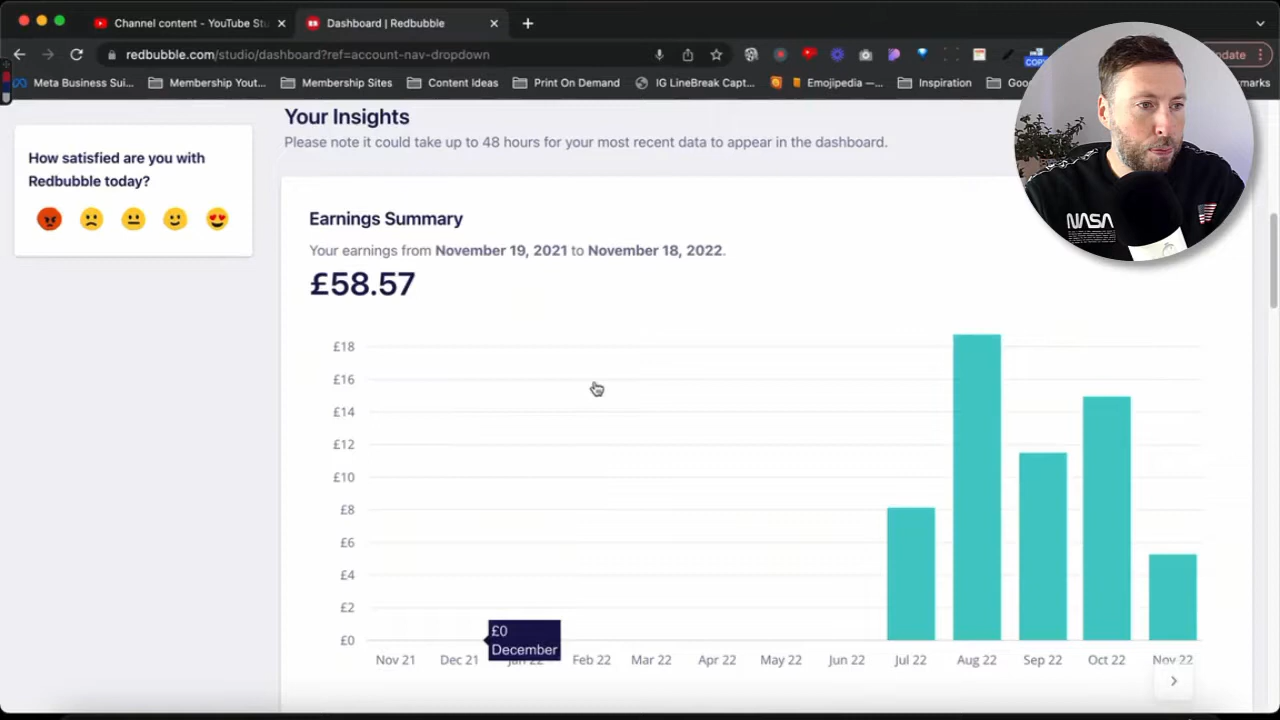 Channel content - YouTube Stu
Dashboard | Redbubble
redbubble.com/studio/dashboard?ref=account-nav-dropdown
Meta Business Sui...
Membership Yout...
Membership Sites
Content Ideas
Print On Demand
IG LineBreak Capt...
Emojipedia —...
Inspiration
Your Insights
Please note it could take up to 48 hours for your most recent data to appear in the dashboard.
How satisfied are you with
Redbubble today?
NASA
Earnings Summary
Your earnings from November 19, 2021 to November 18, 2022.
£58.57
£18
£16
£14
£12
£10
£8
£6
£4
£2
£0
£0
December
Nov 21
Dec 21
Jan 22
Feb 22
Mar 22
Apr 22
May 22
Jun 22
Jul 22
Aug 22
Sep 22
Oct 22
Nov 22